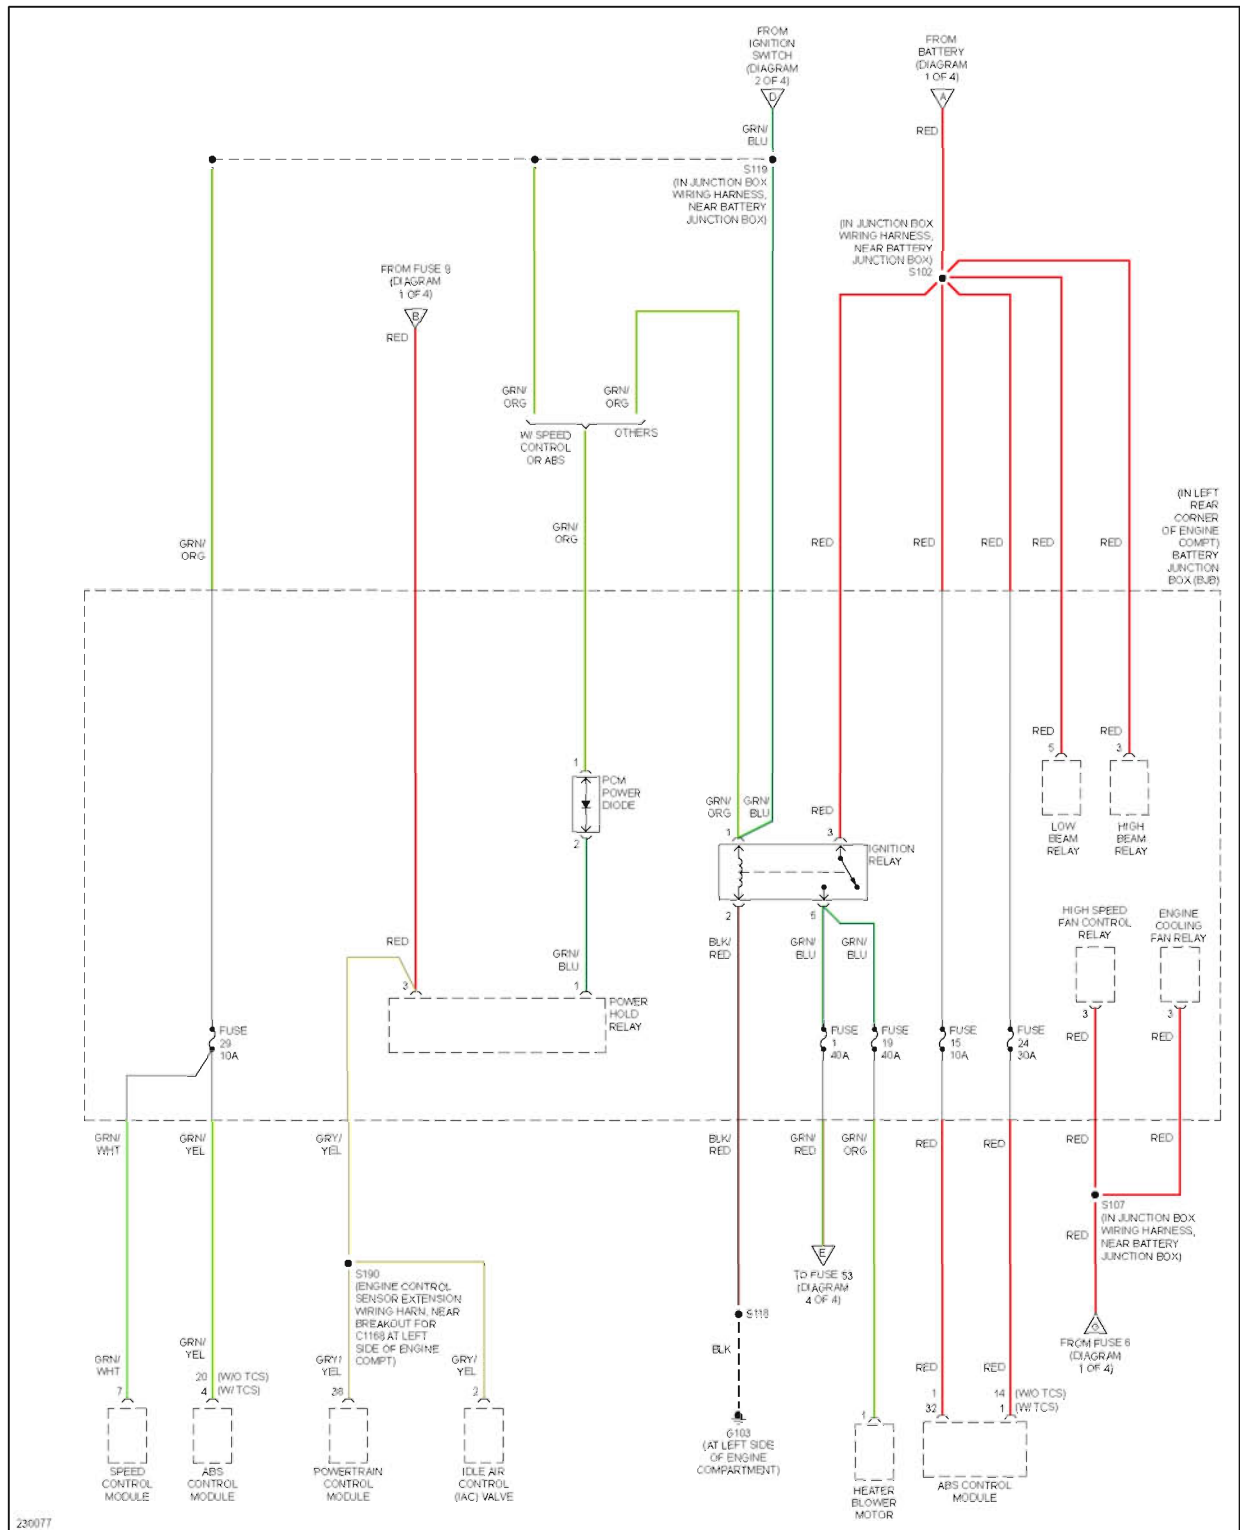 FROM
IGNITION
SWITCH
(DIAGRAM
2 OF 4)
D
FROM
BATTERY
(DIAGRAM
1 OF 4)
A
GRN/
BLU
RED
S119
(IN JUNCTION BOX
WIRING HARNESS,
NEAR BATTERY
JUNCTION BOX)
(IN JUNCTION BOX
WIRING HARNESS,
NEAR BATTERY
JUNCTION BOX)
S102
FROM FUSE 9
(DIAGRAM
1 OF 4)
B
RED
GRN/
ORG
GRN/
ORG
W/ SPEED
CONTROL
OR ABS
OTHERS
(IN LEFT
REAR
CORNER
OF ENGINE
COMPT)
BATTERY
JUNCTION
BOX (BJB)
GRN/
ORG
GRN/
ORG
RED
RED
RED
RED
RED
RED
5
RED
3
LOW
BEAM
RELAY
HIGH
BEAM
RELAY
1
PCM
POWER
DIODE
2
GRN/
ORG
GRN/
BLU
RED
1
3
IGNITION
RELAY
2
5
BLK/
RED
GRN/
BLU
GRN/
BLU
HIGH SPEED
FAN CONTROL
RELAY
ENGINE
COOLING
FAN RELAY
3
3
RED
RED
RED
GRN/
BLU
3
1
POWER
HOLD
RELAY
FUSE
29
10A
FUSE
1
40A
FUSE
19
40A
FUSE
15
10A
FUSE
24
30A
GRN/
WHT
GRN/
YEL
GRY/
YEL
BLK/
RED
GRN/
RED
GRN/
ORG
RED
RED
RED
RED
S107
(IN JUNCTION BOX
WIRING HARNESS,
NEAR BATTERY
JUNCTION BOX)
RED
E
TO FUSE 53
(DIAGRAM
4 OF 4)
S190
(ENGINE CONTROL
SENSOR EXTENSION
WIRING HARN, NEAR
BREAKOUT FOR
C1168 AT LEFT
SIDE OF ENGINE
COMPT)
S118
BLK
G
FROM FUSE 6
(DIAGRAM
1 OF 4)
GRN/
WHT
GRN/
YEL
GRY/
YEL
GRY/
YEL
RED
RED
7
20 (W/O TCS)
4 (W/ TCS)
38
2
1
32
14 (W/O TCS)
1 (W/ TCS)
1
G103
(AT LEFT SIDE
OF ENGINE
COMPARTMENT)
SPEED
CONTROL
MODULE
ABS
CONTROL
MODULE
POWERTRAIN
CONTROL
MODULE
IDLE AIR
CONTROL
(IAC) VALVE
HEATER
BLOWER
MOTOR
ABS CONTROL
MODULE
230077